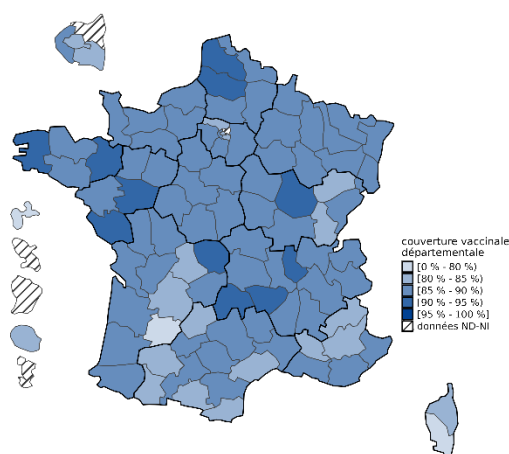 couverture vaccinale
départementale
[0 % - 80 %)
[80 % - 85 %)
[85 % - 90 %)
[90 % - 95 %)
[95 % - 100 %]
données ND-NI